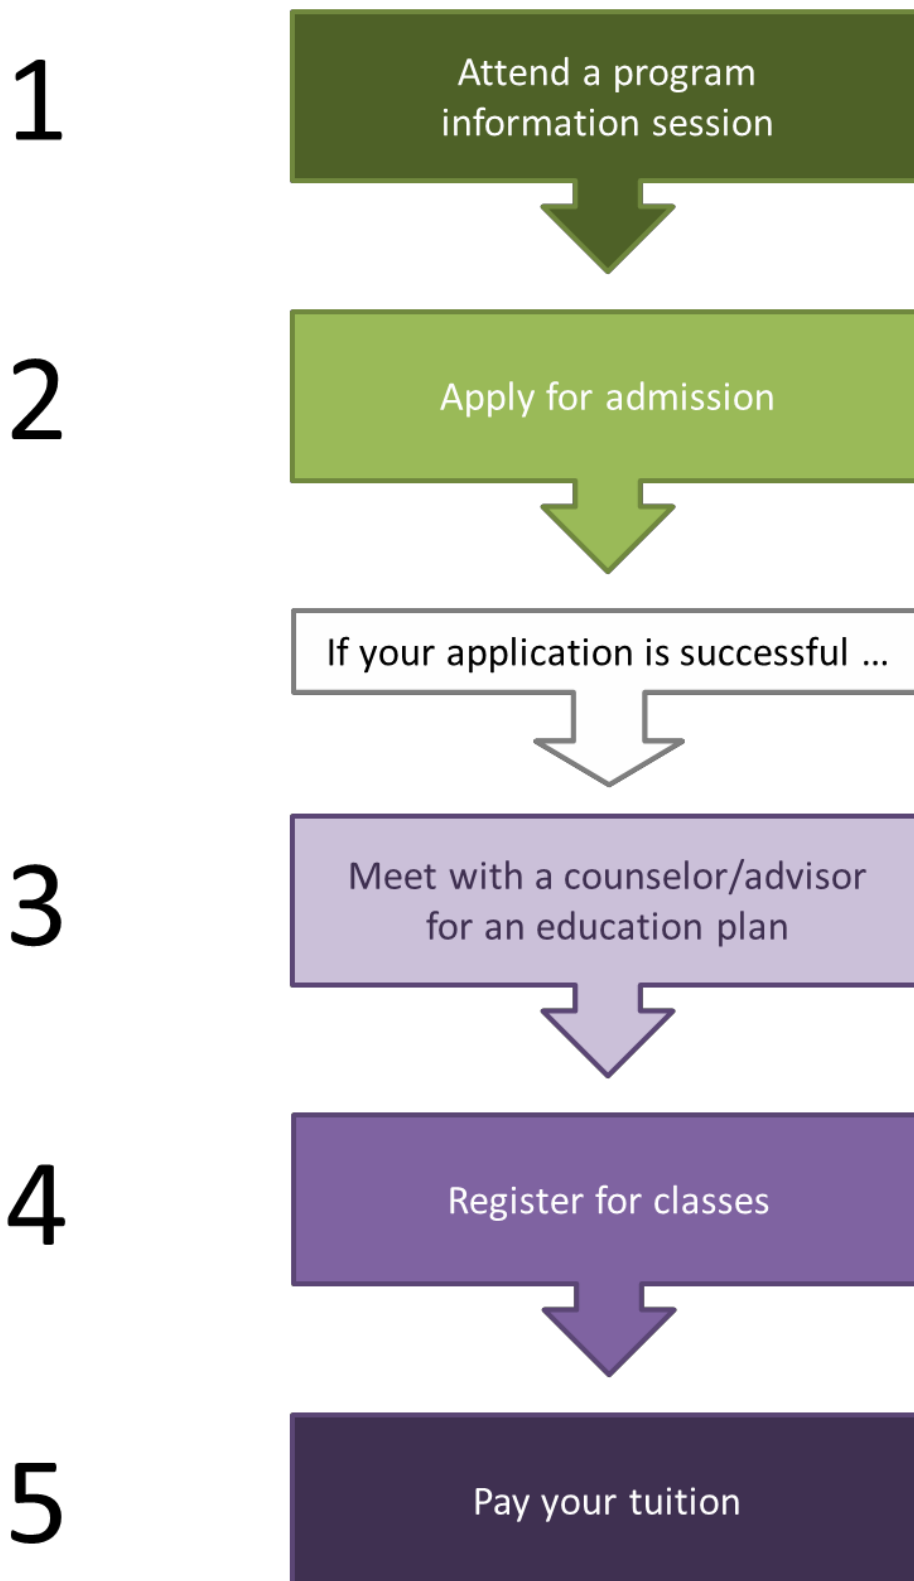 1
Attend a program
information session
2
Apply for admission
If your application is successful ...
3
Meet with a counselor/advisor
for an education plan
4
Register for classes
5
Pay your tuition